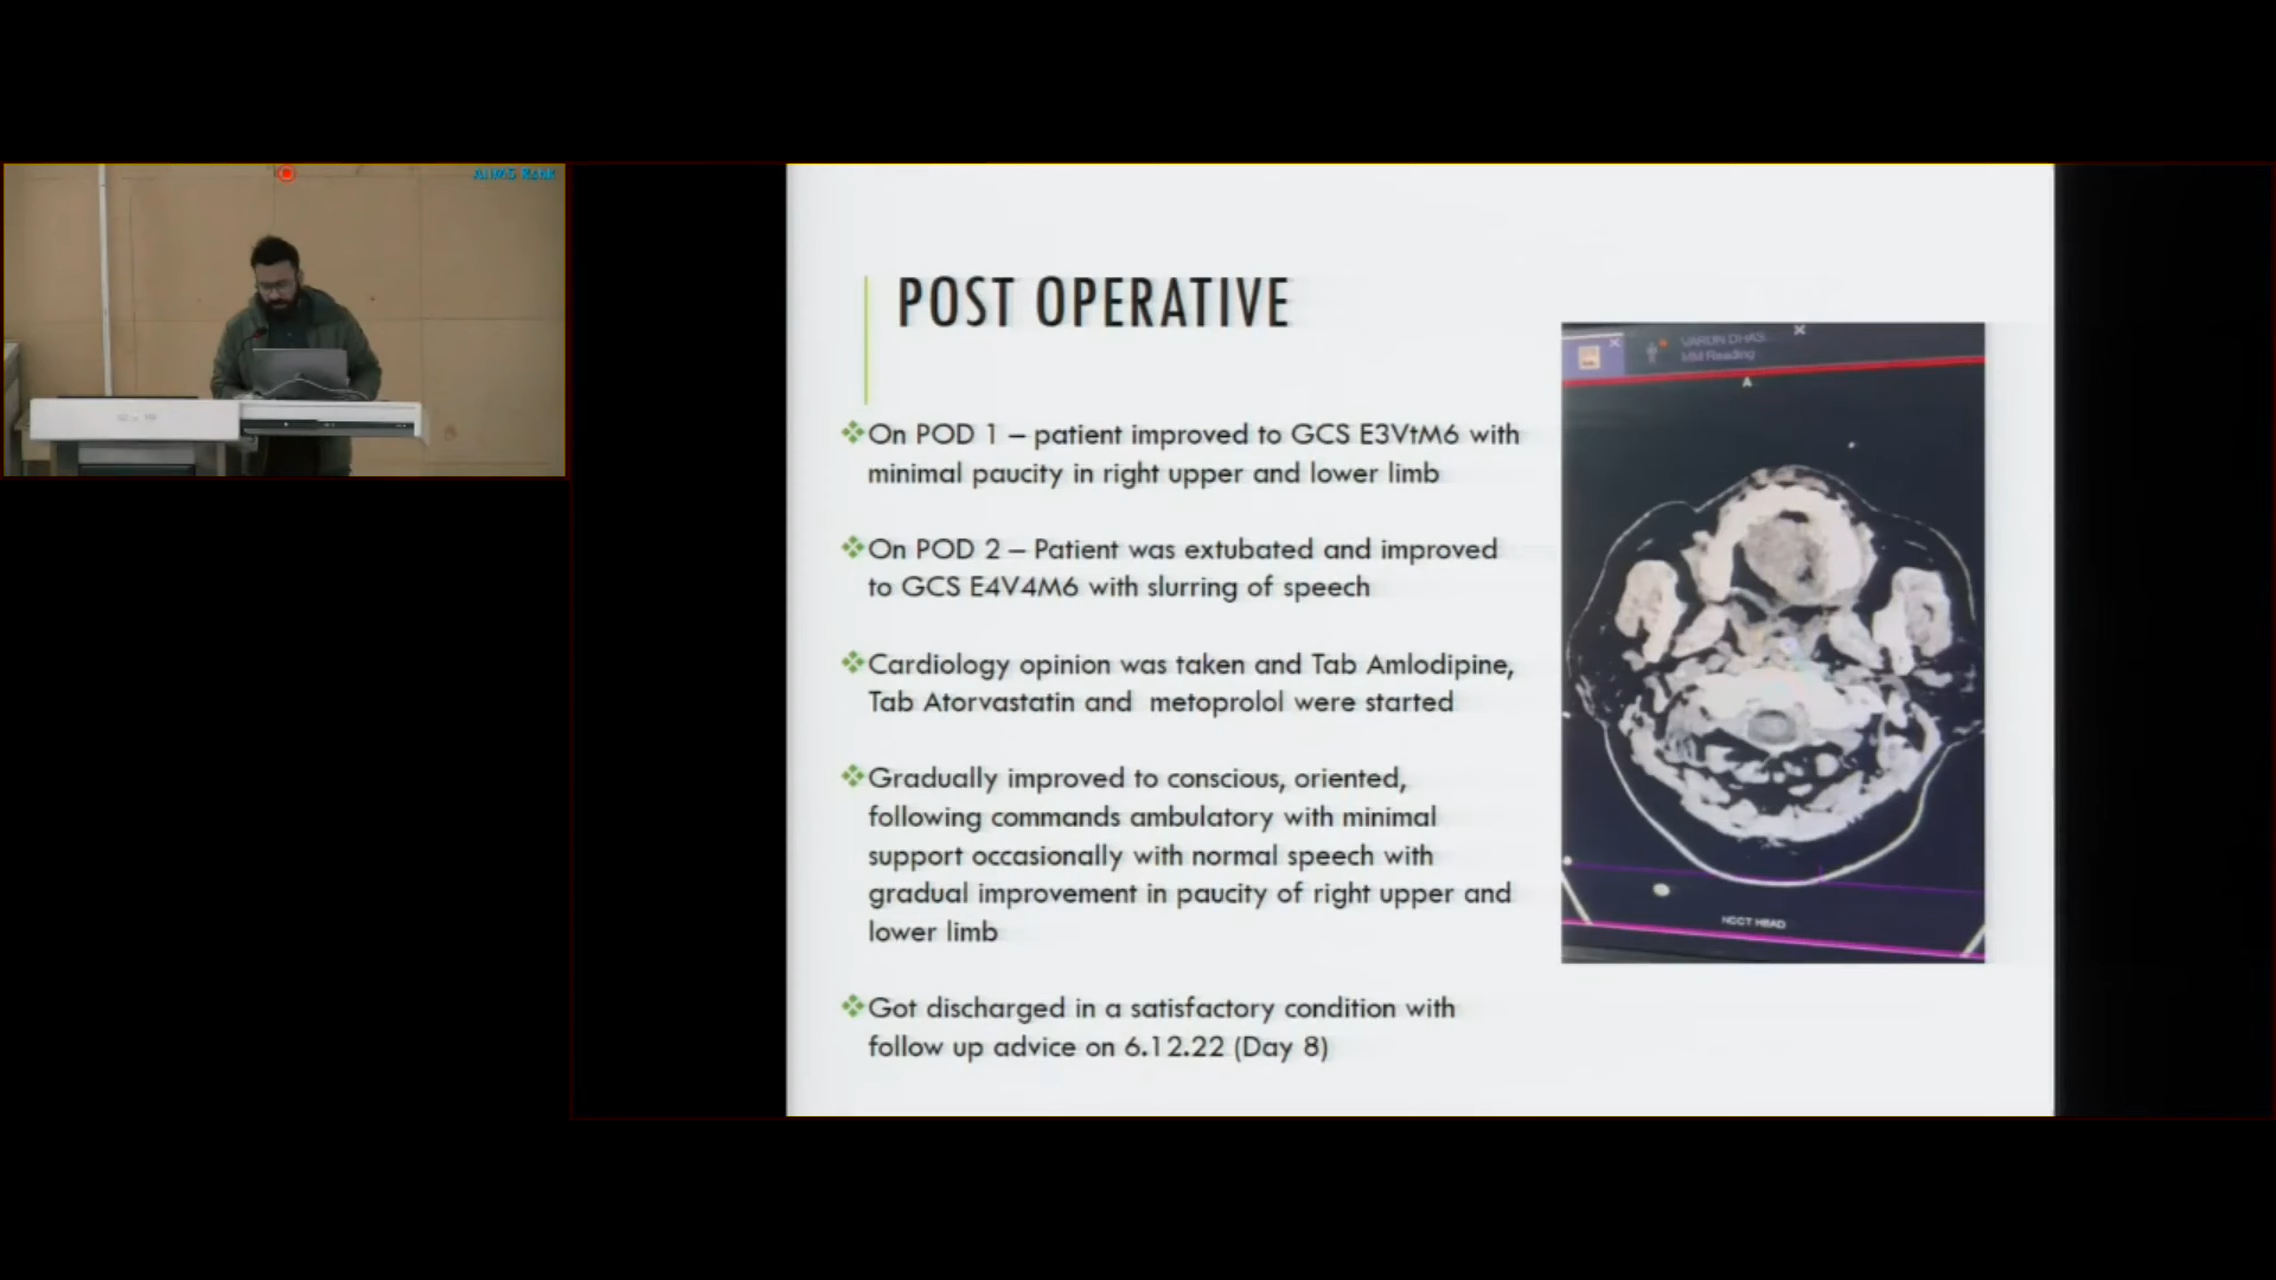 POST OPERATIVE
❖On POD 1 – patient improved to GCS E3VtM6 with
minimal paucity in right upper and lower limb
❖On POD 2 – Patient was extubated and improved
to GCS E4V4M6 with slurring of speech
❖Cardiology opinion was taken and Tab Amlodipine,
Tab Atorvastatin and metoprolol were started
❖Gradually improved to conscious, oriented,
following commands ambulatory with minimal
support occasionally with normal speech with
gradual improvement in paucity of right upper and
lower limb
❖Got discharged in a satisfactory condition with
follow up advice on 6.12.22 (Day 8)
VARUN DHAS...
MM Reading
A
NCCT HEAD